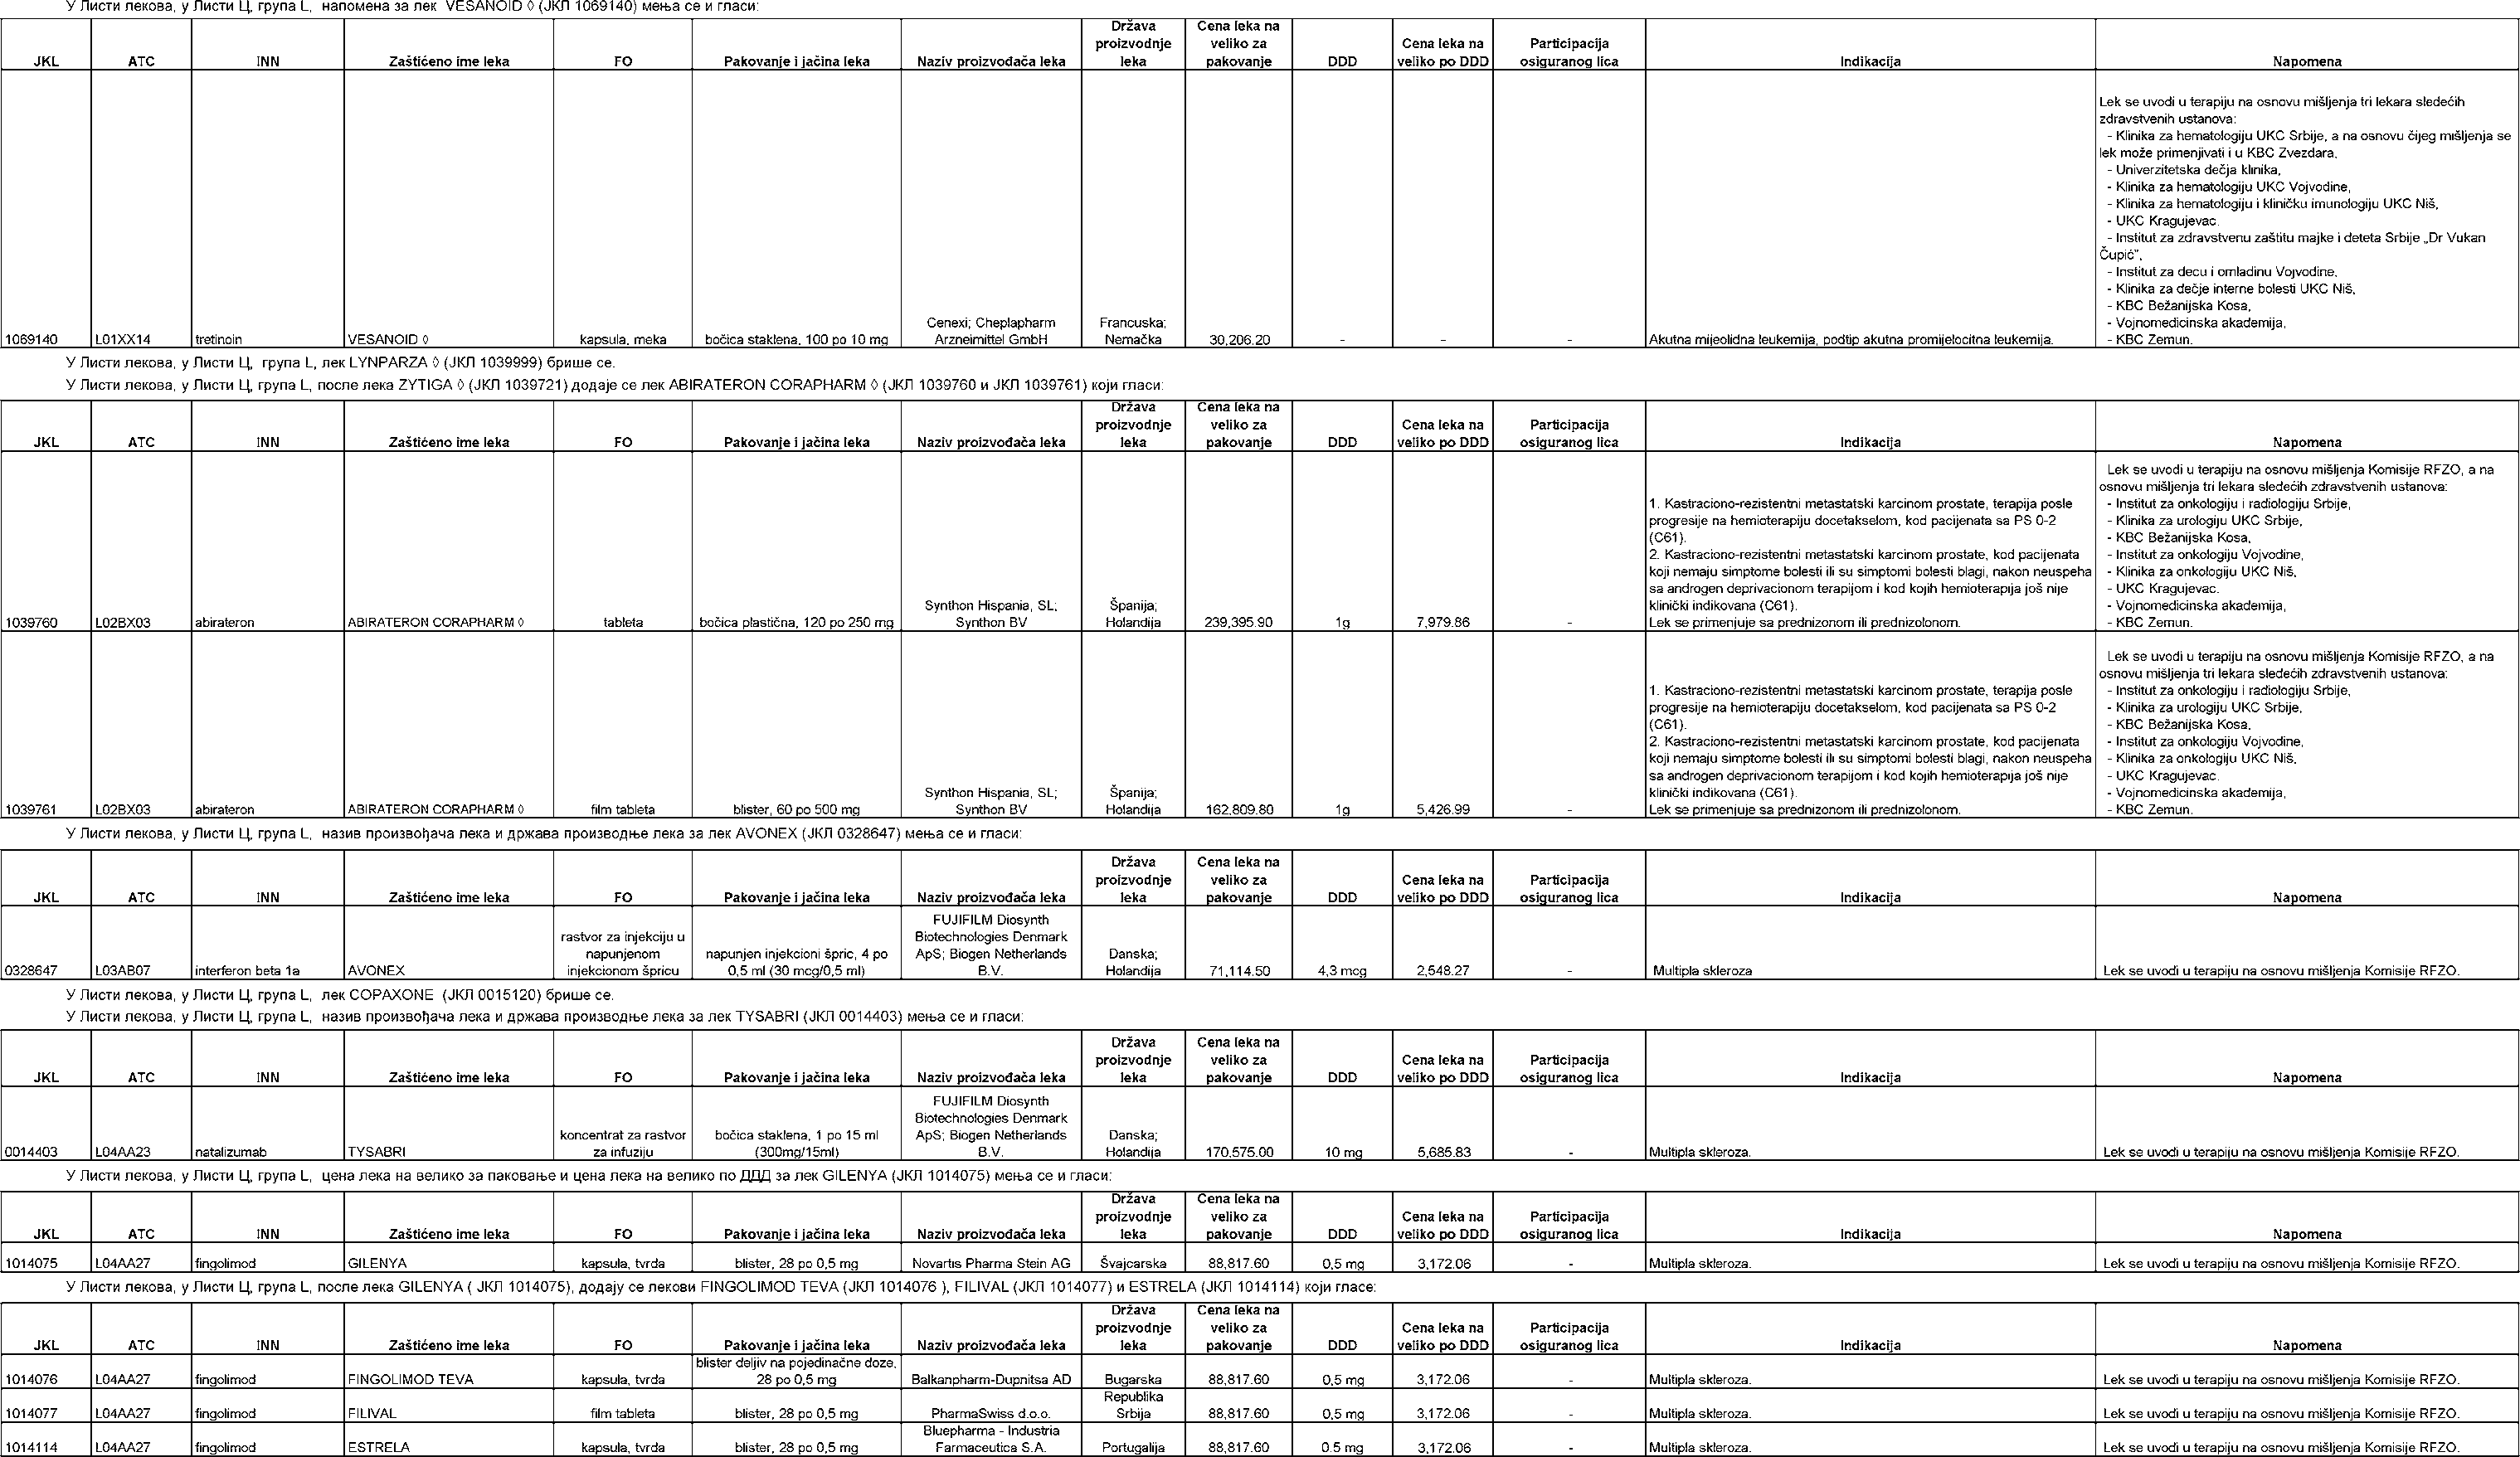 У Листи лекова, у Листи Ц, група L, напомена за лек VESANOID ◊ (ЈКЛ 1069140) мења се и гласи:
JKL ATC INN Zaštićeno ime leka FO Pakovanje i jačina leka Naziv proizvođača leka Država proizvodnje leka Cena leka na veliko za pakovanje DDD Cena leka na veliko po DDD Participacija osiguranog lica Indikacija Napomena
1069140 L01XX14 tretinoin VESANOID ◊ kapsula, meka bočica staklena, 100 po 10 mg Cenexi; Cheplapharm Arzneimittel GmbH Francuska; Nemačka 30,206.20 - - - Akutna mijeolidna leukemija, podtip akutna promijelocitna leukemija.
Lek se uvodi u terapiju na osnovu mišljenja tri lekara sledećih
zdravstvenih ustanova:
- Klinika za hematologiju UKC Srbije, a na osnovu čijeg mišljenja se
lek može primenjivati i u KBC Zvezdara,
- Univerzitetska dečja klinika,
- Klinika za hematologiju UKC Vojvodine,
- Klinika za hematologiju i kliničku imunologiju UKC Niš,
- UKC Kragujevac.
- Institut za zdravstvenu zaštitu majke i deteta Srbije „Dr Vukan
Čupić",
- Institut za decu i omladinu Vojvodine,
- Klinika za dečje interne bolesti UKC Niš,
- KBC Bežanijska Kosa,
- Vojnomedicinska akademija,
- KBC Zemun.
У Листи лекова, у Листи Ц, група L, лек LYNPARZA ◊ (ЈКЛ 1039999) брише се.
У Листи лекова, у Листи Ц, група L, после лека ZYTIGA ◊ (ЈКЛ 1039721) додаје се лек ABIRATERON CORAPHARM ◊ (ЈКЛ 1039760 и ЈКЛ 1039761) који гласи:
JKL ATC INN Zaštićeno ime leka FO Pakovanje i jačina leka Naziv proizvođača leka Država proizvodnje leka Cena leka na veliko za pakovanje DDD Cena leka na veliko po DDD Participacija osiguranog lica Indikacija Napomena
1039760 L02BX03 abirateron ABIRATERON CORAPHARM ◊ tableta bočica plastična, 120 po 250 mg Synthon Hispania, SL; Synthon BV Španija; Holandija 239,395.90 1g 7,979.86 -
1. Kastraciono-rezistentni metastatski karcinom prostate, terapija posle
progresije na hemioterapiju docetakselom, kod pacijenata sa PS 0-2
(C61).
2. Kastraciono-rezistentni metastatski karcinom prostate, kod pacijenata
koji nemaju simptome bolesti ili su simptomi bolesti blagi, nakon neuspeha
sa androgen deprivacionom terapijom i kod kojih hemioterapija još nije
klinički indikovana (C61).
Lek se primenjuje sa prednizonom ili prednizolonom.
Lek se uvodi u terapiju na osnovu mišljenja Komisije RFZO, a na
osnovu mišljenja tri lekara sledećih zdravstvenih ustanova:
- Institut za onkologiju i radiologiju Srbije,
- Klinika za urologiju UKC Srbije,
- KBC Bežanijska Kosa,
- Institut za onkologiju Vojvodine,
- Klinika za onkologiju UKC Niš,
- UKC Kragujevac.
- Vojnomedicinska akademija,
- KBC Zemun.
1039761 L02BX03 abirateron ABIRATERON CORAPHARM ◊ film tableta blister, 60 po 500 mg Synthon Hispania, SL; Synthon BV Španija; Holandija 162,809.80 1g 5,426.99 -
1. Kastraciono-rezistentni metastatski karcinom prostate, terapija posle
progresije na hemioterapiju docetakselom, kod pacijenata sa PS 0-2
(C61).
2. Kastraciono-rezistentni metastatski karcinom prostate, kod pacijenata
koji nemaju simptome bolesti ili su simptomi bolesti blagi, nakon neuspeha
sa androgen deprivacionom terapijom i kod kojih hemioterapija još nije
klinički indikovana (C61).
Lek se primenjuje sa prednizonom ili prednizolonom.
Lek se uvodi u terapiju na osnovu mišljenja Komisije RFZO, a na
osnovu mišljenja tri lekara sledećih zdravstvenih ustanova:
- Institut za onkologiju i radiologiju Srbije,
- Klinika za urologiju UKC Srbije,
- KBC Bežanijska Kosa,
- Institut za onkologiju Vojvodine,
- Klinika za onkologiju UKC Niš,
- UKC Kragujevac.
- Vojnomedicinska akademija,
- KBC Zemun.
У Листи лекова, у Листи Ц, група L, назив произвођача лека и држава производње лека за лек AVONEX (ЈКЛ 0328647) мења се и гласи:
JKL ATC INN Zaštićeno ime leka FO Pakovanje i jačina leka Naziv proizvođača leka Država proizvodnje leka Cena leka na veliko za pakovanje DDD Cena leka na veliko po DDD Participacija osiguranog lica Indikacija Napomena
0328647 L03AB07 interferon beta 1a AVONEX rastvor za injekciju u napunjenom injekcionom špricu napunjen injekcioni špric, 4 po 0,5 ml (30 mcg/0,5 ml) FUJIFILM Diosynth Biotechnologies Denmark ApS; Biogen Netherlands B.V. Danska; Holandija 71,114.50 4,3 mcg 2,548.27 - Multipla skleroza Lek se uvodi u terapiju na osnovu mišljenja Komisije RFZO.
У Листи лекова, у Листи Ц, група L, лек COPAXONE (ЈКЛ 0015120) брише се.
У Листи лекова, у Листи Ц, група L, назив произвођача лека и држава производње лека за лек TYSABRI (ЈКЛ 0014403) мења се и гласи:
JKL ATC INN Zaštićeno ime leka FO Pakovanje i jačina leka Naziv proizvođača leka Država proizvodnje leka Cena leka na veliko za pakovanje DDD Cena leka na veliko po DDD Participacija osiguranog lica Indikacija Napomena
0014403 L04AA23 natalizumab TYSABRI koncentrat za rastvor za infuziju bočica staklena, 1 po 15 ml (300mg/15ml) FUJIFILM Diosynth Biotechnologies Denmark ApS; Biogen Netherlands B.V. Danska; Holandija 170,575.00 10 mg 5,685.83 - Multipla skleroza. Lek se uvodi u terapiju na osnovu mišljenja Komisije RFZO.
У Листи лекова, у Листи Ц, група L, цена лека на велико за паковање и цена лека на велико по ДДД за лек GILENYA (ЈКЛ 1014075) мења се и гласи:
JKL ATC INN Zaštićeno ime leka FO Pakovanje i jačina leka Naziv proizvođača leka Država proizvodnje leka Cena leka na veliko za pakovanje DDD Cena leka na veliko po DDD Participacija osiguranog lica Indikacija Napomena
1014075 L04AA27 fingolimod GILENYA kapsula, tvrda blister, 28 po 0,5 mg Novartis Pharma Stein AG Švajcarska 88,817.60 0,5 mg 3,172.06 - Multipla skleroza. Lek se uvodi u terapiju na osnovu mišljenja Komisije RFZO.
У Листи лекова, у Листи Ц, група L, после лека GILENYA ( ЈКЛ 1014075), додају се лекови FINGOLIMOD TEVA (ЈКЛ 1014076 ), FILIVAL (ЈКЛ 1014077) и ESTRELA (ЈКЛ 1014114) који гласе:
JKL ATC INN Zaštićeno ime leka FO Pakovanje i jačina leka Naziv proizvođača leka Država proizvodnje leka Cena leka na veliko za pakovanje DDD Cena leka na veliko po DDD Participacija osiguranog lica Indikacija Napomena
1014076 L04AA27 fingolimod FINGOLIMOD TEVA kapsula, tvrda blister deljiv na pojedinačne doze, 28 po 0,5 mg Balkanpharm-Dupnitsa AD Bugarska 88,817.60 0,5 mg 3,172.06 - Multipla skleroza. Lek se uvodi u terapiju na osnovu mišljenja Komisije RFZO.
1014077 L04AA27 fingolimod FILIVAL film tableta blister, 28 po 0,5 mg PharmaSwiss d.o.o. Republika Srbija 88,817.60 0,5 mg 3,172.06 - Multipla skleroza. Lek se uvodi u terapiju na osnovu mišljenja Komisije RFZO.
1014114 L04AA27 fingolimod ESTRELA kapsula, tvrda blister, 28 po 0,5 mg Bluepharma - Industria Farmaceutica S.A. Portugalija 88,817.60 0.5 mg 3,172.06 - Multipla skleroza. Lek se uvodi u terapiju na osnovu mišljenja Komisije RFZO.